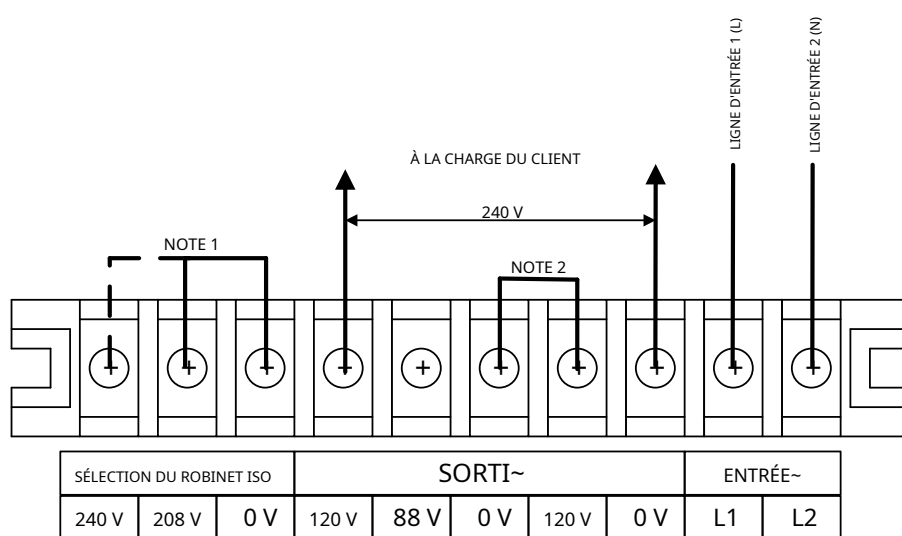 LIGNE D'ENTRÉE 1 (L)
LIGNE D'ENTRÉE 2 (N)
À LA CHARGE DU CLIENT
240 V
NOTE 1
NOTE 2
SÉLECTION DU ROBINET ISO
SORTI~
ENTRÉE~
240 V 208 V 0 V 120 V 88 V 0 V 120 V 0 V L1 L2